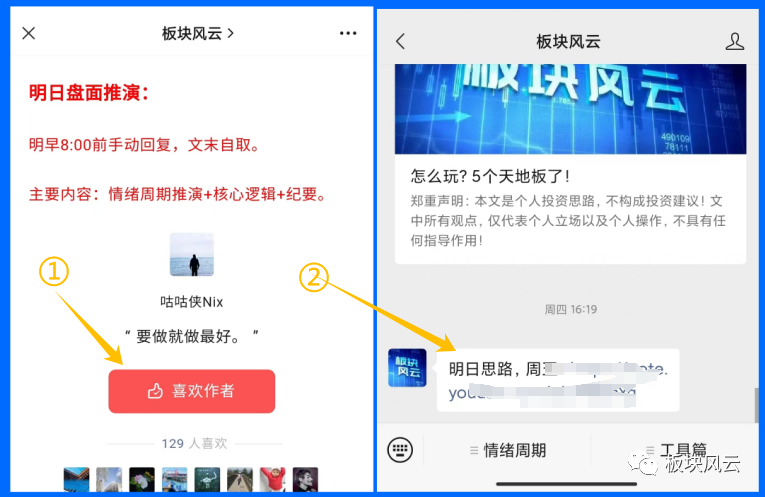 板块风云 >
明日盘面推演：
明早8:00前手动回复，文末自取。
主要内容：情绪周期推演+核心逻辑+纪要。
①
咕咕侠Nix
“ 要做就做最好。 ”
喜欢作者
129 人喜欢
板块风云
板块风云
490109
78111
怎么玩? 5个天地板了!
郑重声明：本文是个人投资思路，不构成投资建议! 文
中所有观点，仅代表个人立场以及个人操作，不具有任
何指导作用!
②
周四 16:19
板块
风云
明日思路，周五
情绪周期
工具篇
板块风云